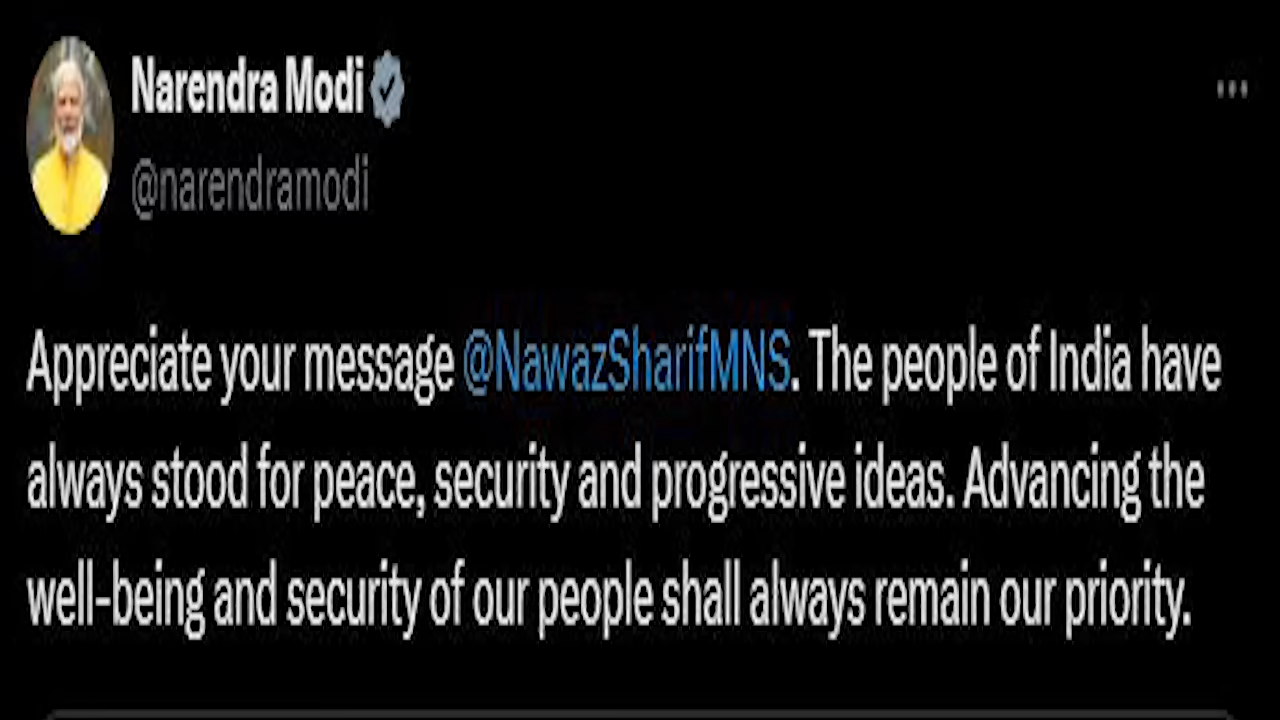 Narendra Modi
@narendramodi
Appreciate your message @NawazSharifMNS. The people of India have
always stood for peace, security and progressive ideas. Advancing the
well-being and security of our people shall always remain our priority.